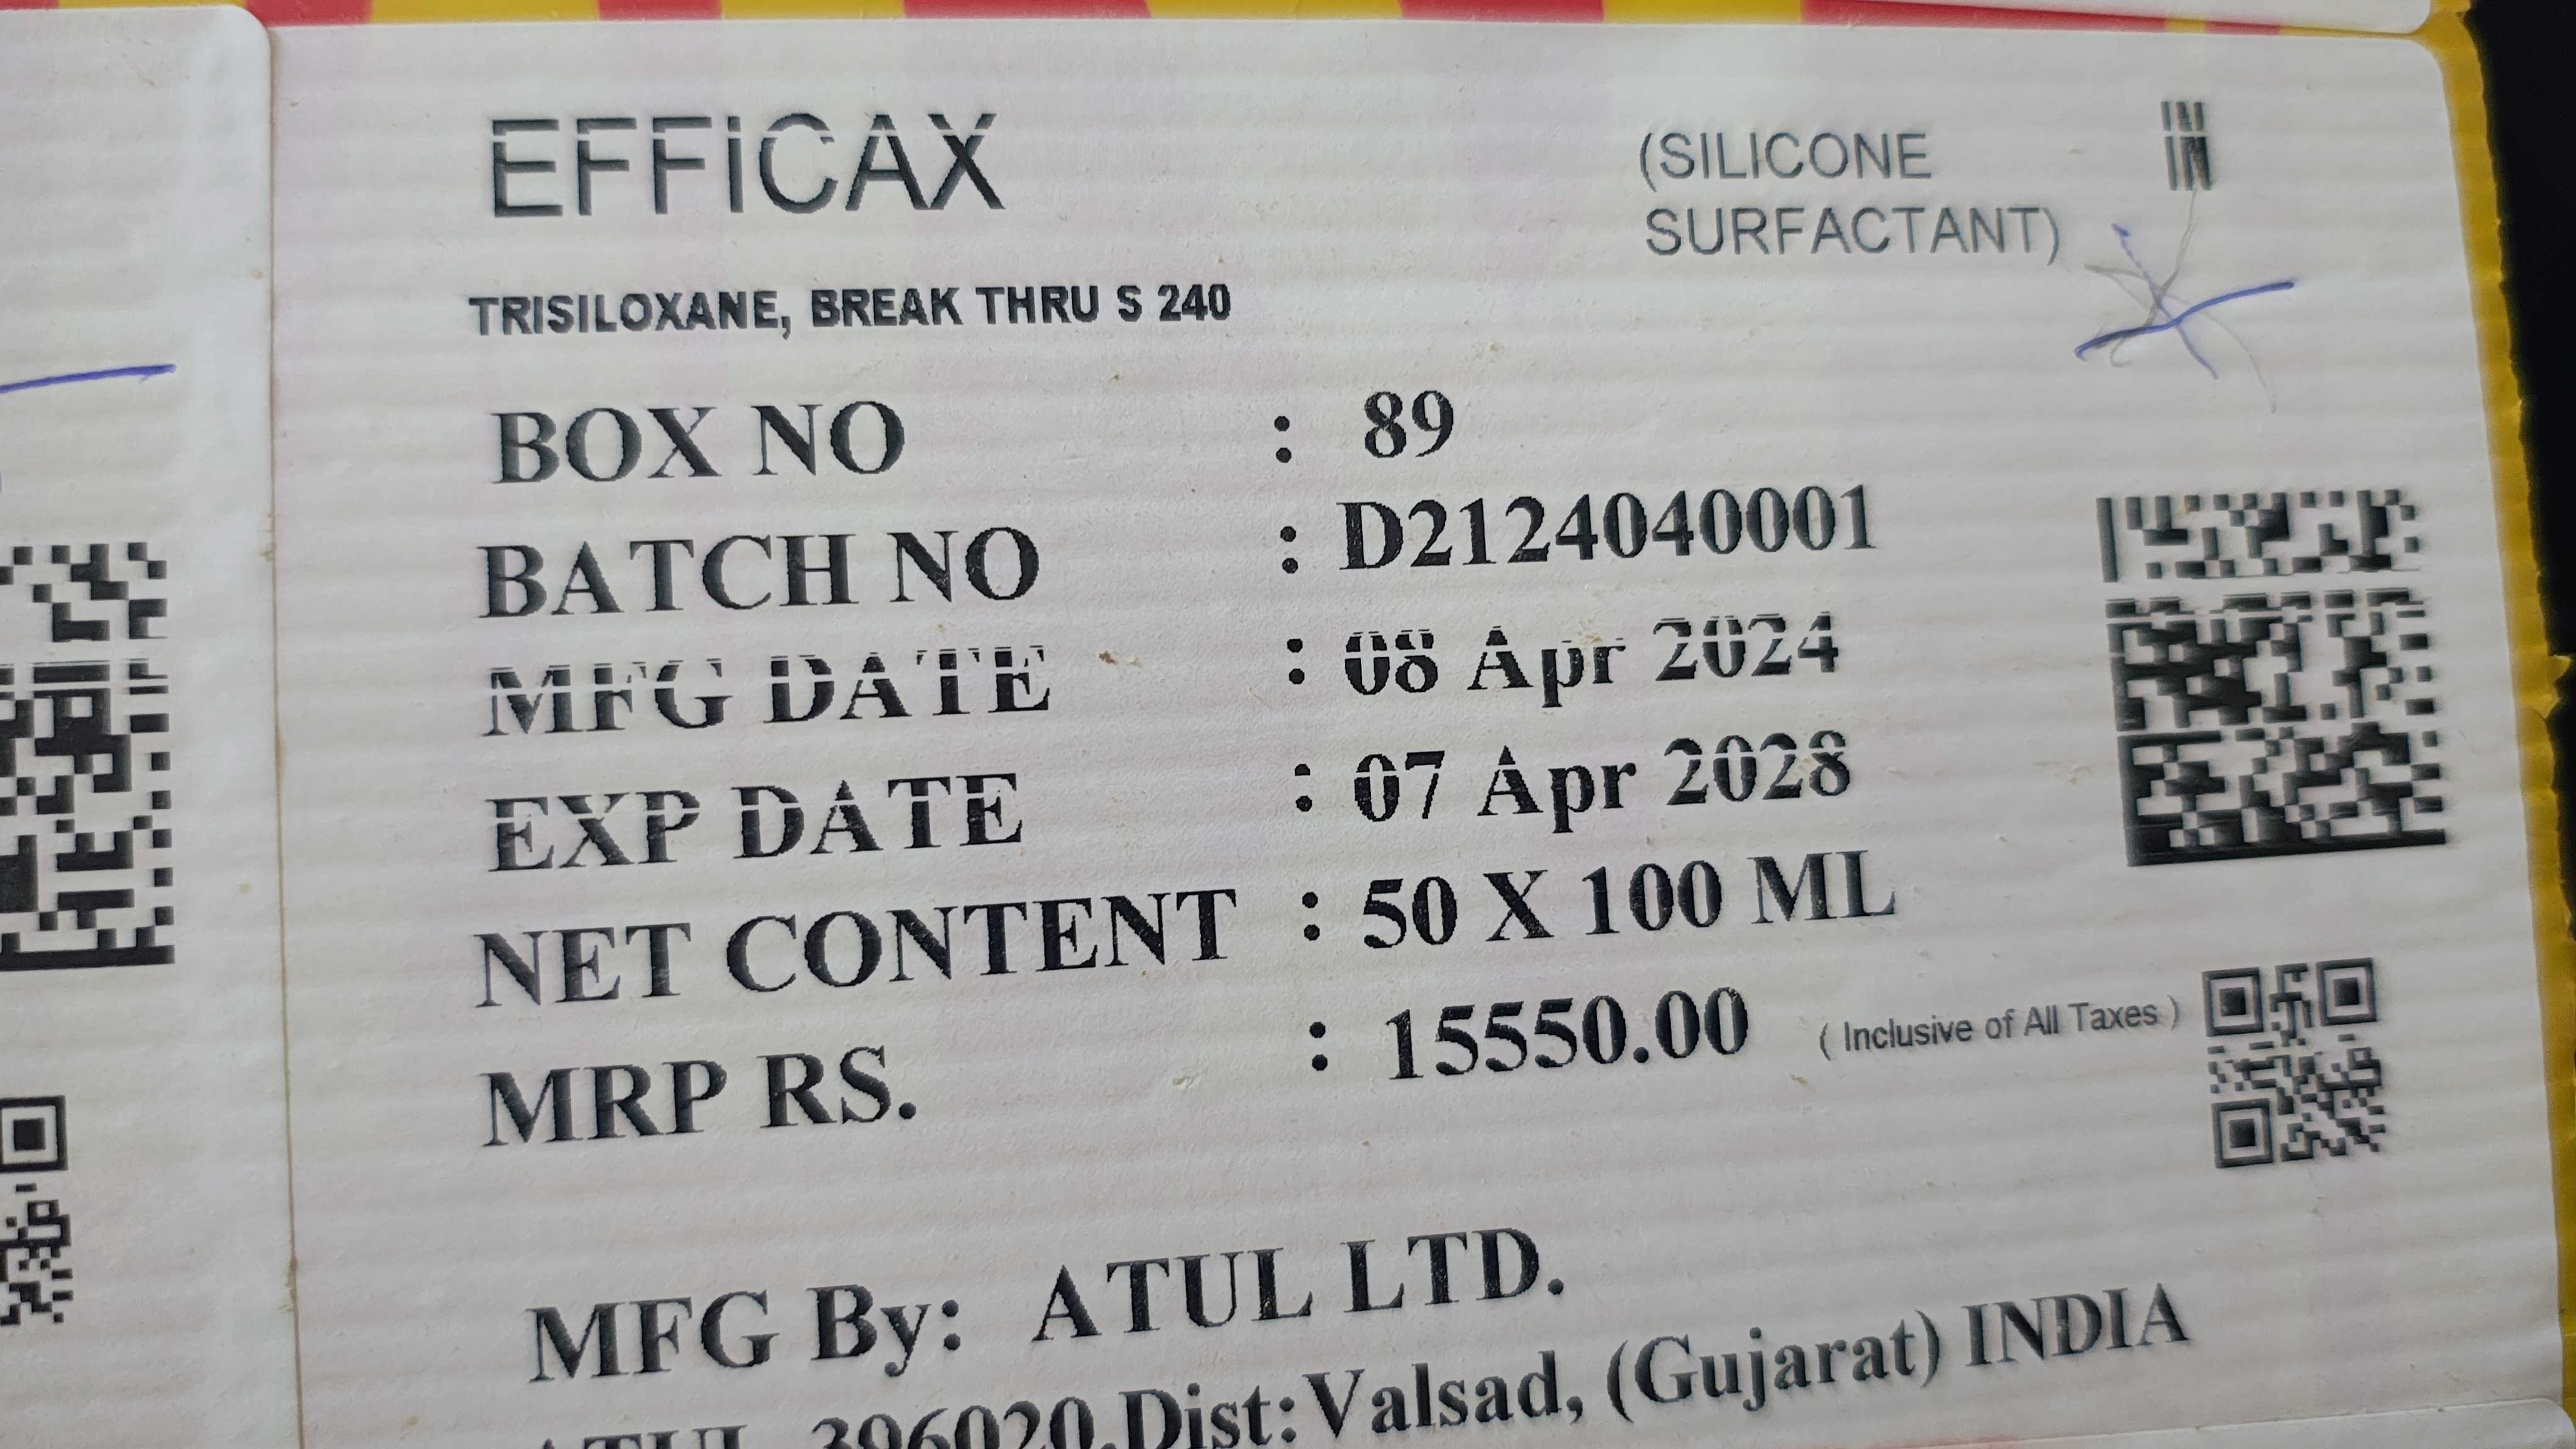 EFFiCAX
(SILICONE
SURFACTANT)
TRISILOXANE, BREAK THRU S 240
BOX NO : 89
BATCH NO : D2124040001
MFG DATE : 08 Apr 2024
EXP DATE : 07 Apr 2028
NET CONTENT : 50 X 100 ML
MRP RS. : 15550.00 ( Inclusive of All Taxes )
MFG By: ATUL LTD.
ATUL 396020,Dist:Valsad, (Gujarat) INDIA